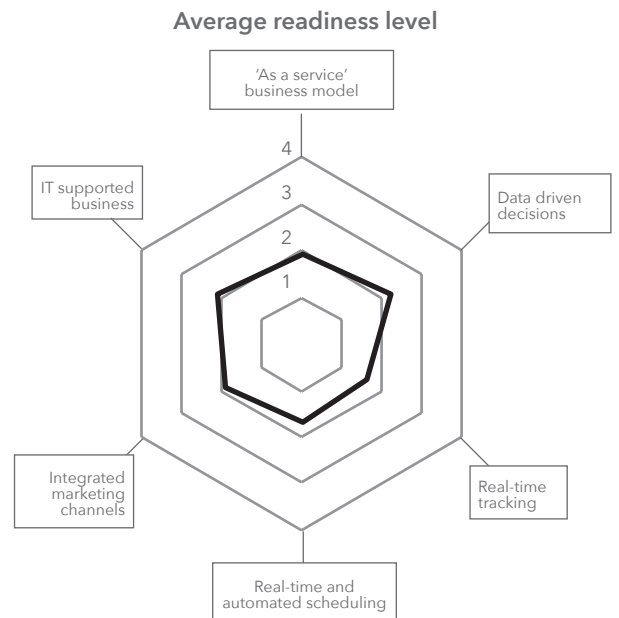 Average readiness level
‘As a service’
business model
4
3
2
1
IT supported
business
Data driven
decisions
Integrated
marketing
channels
Real-time
tracking
Real-time and
automated scheduling